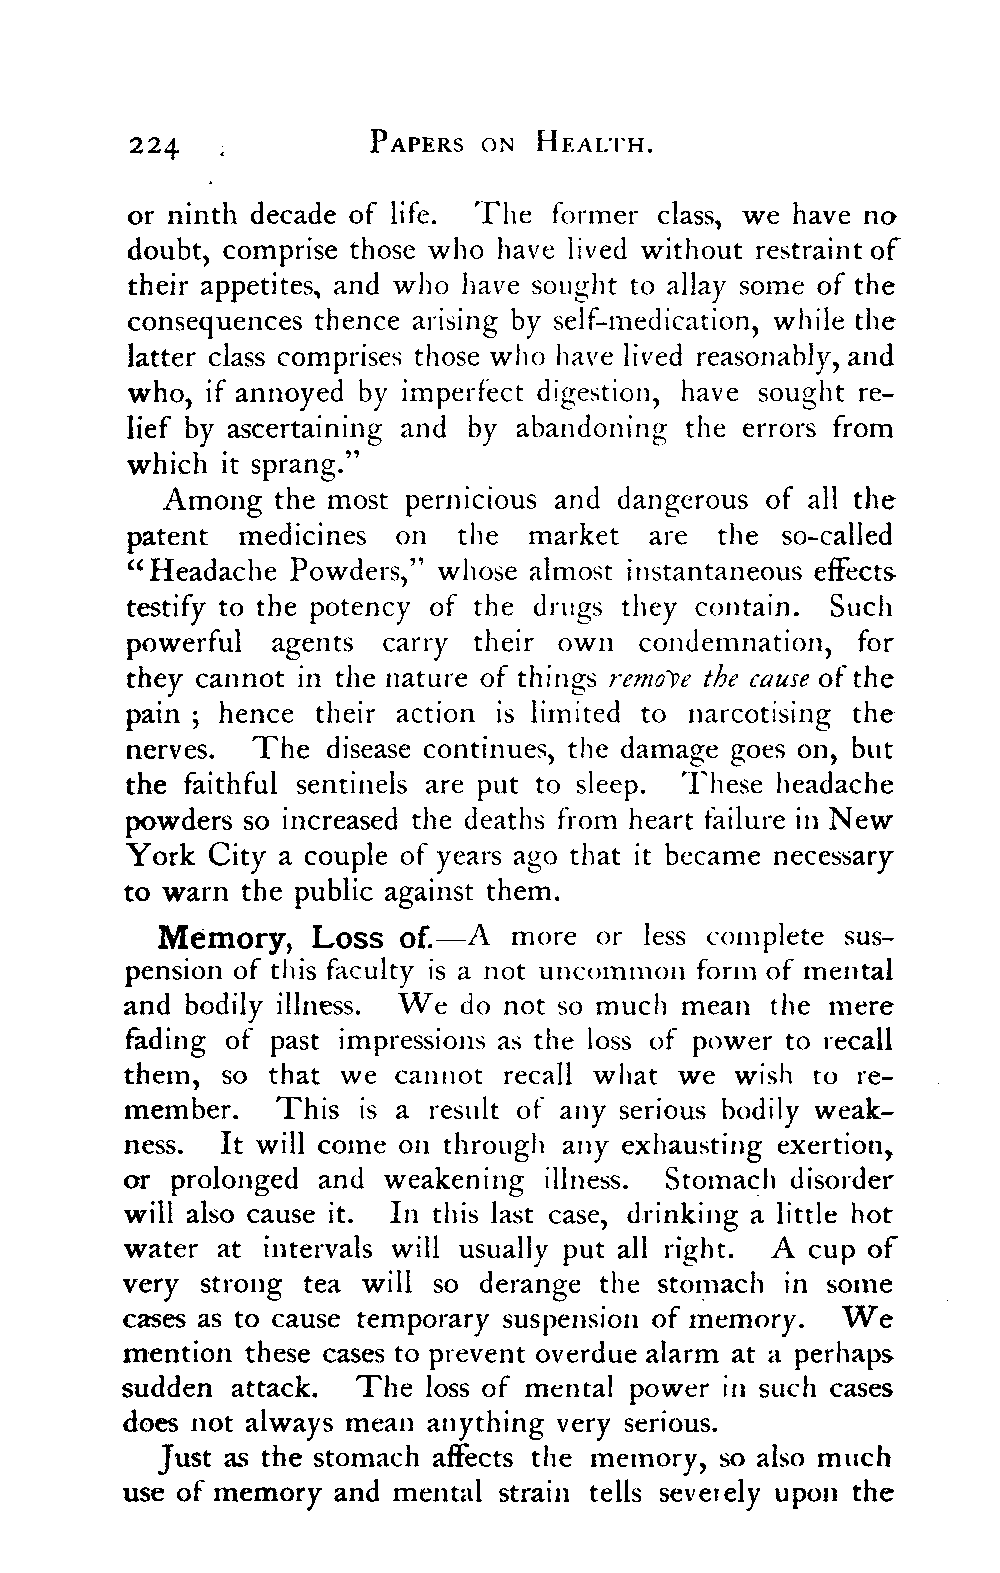 224 PAPERS ON HEALTH.
or ninth decade of life. The former class, we have no
doubt, comprise those who have lived without restraint of
their appetites, and who have sought to allay some of the
consequences thence arising by self-medication, while the
latter class comprises those who have lived reasonably, and
who, if annoyed by imperfect digestion, have sought re-
lief by ascertaining and by abandoning the errors from
which it sprang.”
Among the most pernicious and dangerous of all the
patent medicines on the market are the so-called
“Headache Powders,” whose almost instantaneous effects
testify to the potency of the drugs they contain. Such
powerful agents carry their own condemnation, for
they cannot in the nature of things remove the cause of the
pain ; hence their action is limited to narcotising the
nerves. The disease continues, the damage goes on, but
the faithful sentinels are put to sleep. These headache
powders so increased the deaths from heart failure in New
York City a couple of years ago that it became necessary
to warn the public against them.
Memory, Loss of.—A more or less complete sus-
pension of this faculty is a not uncommon form of mental
and bodily illness. We do not so much mean the mere
fading of past impressions as the loss of power to recall
them, so that we cannot recall what we wish to re-
member. This is a result of any serious bodily weak-
ness. It will come on through any exhausting exertion,
or prolonged and weakening illness. Stomach disorder
will also cause it. In this last case, drinking a little hot
water at intervals will usually put all right. A cup of
very strong tea will so derange the stomach in some
cases as to cause temporary suspension of memory. We
mention these cases to prevent overdue alarm at a perhaps
sudden attack. The loss of mental power in such cases
does not always mean anything very serious.
Just as the stomach affects the memory, so also much
use of memory and mental strain tells severely upon the